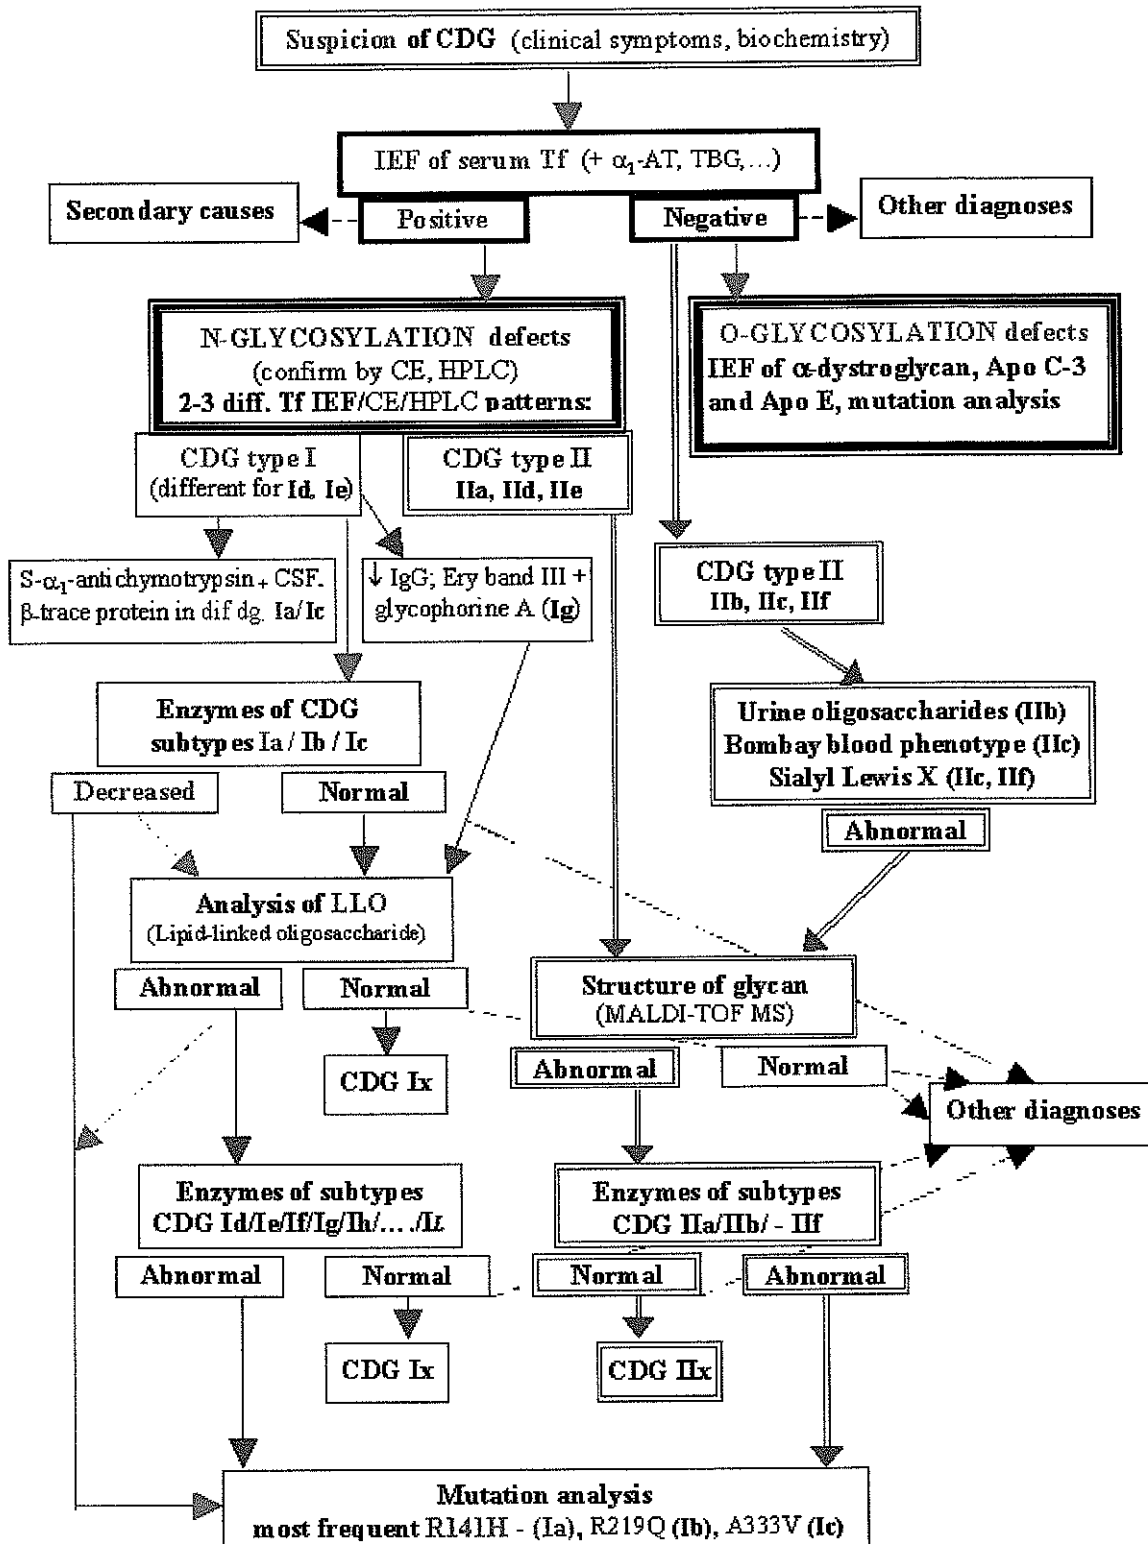 Suspicion of CDG (clinical symptoms, biochemistry)
IEF of serum Tf (+ α₁-AT, TBG,...)
Secondary causes
Positive
Negative
Other diagnoses
N-GLYCOSYLATION defects
(confirm by CE, HPLC)
2-3 diff. Tf IEF/CE/HPLC patterns:
O-GLYCOSYLATION defects
IEF of α-dystroglycan, Apo C-3
and Apo E, mutation analysis
CDG type I
(different for Id, Ie)
CDG type II
IIa, IId, IIe
S-α₁-antichymotrypsin + CSF-
β-trace protein in dif dg. Ia/Ic
↓ IgG; Ery band III +
glycophorine A (Ig)
CDG type II
IIb, IIc, IIf
Enzymes of CDG
subtypes Ia / Ib / Ic
Urine oligosaccharides (IIb)
Bombay blood phenotype (IIc)
Sialyl Lewis X (IIc, IIf)
Decreased
Normal
Abnormal
Analysis of LLO
(Lipid-linked oligosaccharide)
Abnormal
Normal
Structure of glycan
(MALDI-TOF MS)
CDG Ix
Abnormal
Normal
Other diagnoses
Enzymes of subtypes
CDG Id/Ie/If/Ig/Ih/..../IL
Enzymes of subtypes
CDG IIa/IIb/ - IIf
Abnormal
Normal
Normal
Abnormal
CDG Ix
CDG IIx
Mutation analysis
most frequent R141H - (Ia), R219Q (Ib), A333V (Ic)